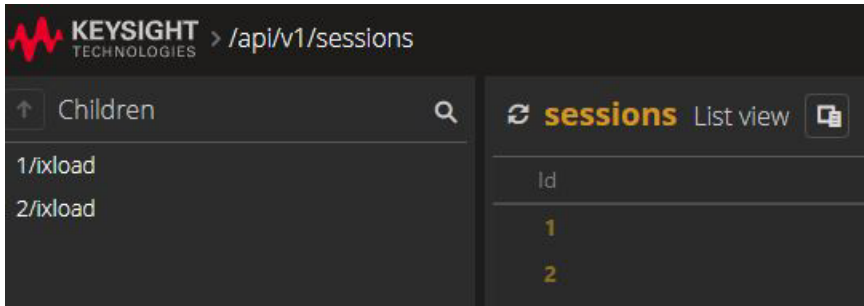 KEYSIGHT
TECHNOLOGIES > /api/v1/sessions
Children
1/ixload
2/ixload
sessions List view
Id
1
2